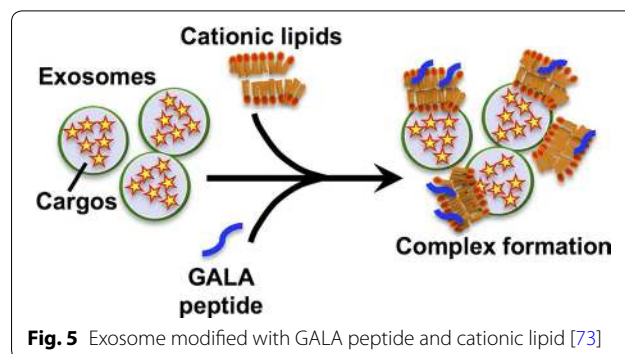 Cationic lipids
Exosomes
Cargos
GALA
peptide
Complex formation
Fig. 5 Exosome modified with GALA peptide and cationic lipid [73]